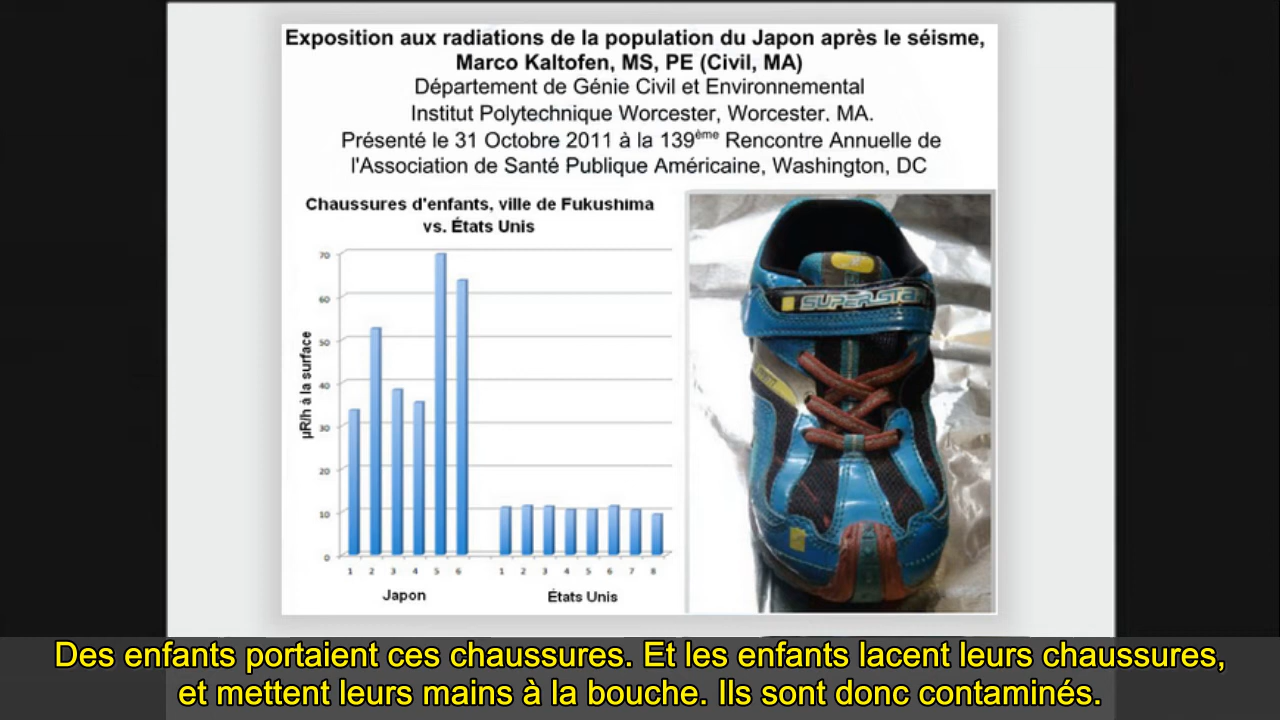 Exposition aux radiations de la population du Japon après le séisme,
Marco Kaltofen, MS, PE (Civil, MA)
Département de Génie Civil et Environnemental
Institut Polytechnique Worcester, Worcester. MA.
Présenté le 31 Octobre 2011 à la 139ème Rencontre Annuelle de
l'Association de Santé Publique Américaine, Washington, DC
Chaussures d'enfants, ville de Fukushima
vs. États Unis
µR/h à la surface
70
60
50
40
30
20
10
0
1 2 3 4 5 6 1 2 3 4 5 6 7 8
Japon États Unis
SUPERSTAR
Des enfants portaient ces chaussures. Et les enfants lacent leurs chaussures,
et mettent leurs mains à la bouche. Ils sont donc contaminés.